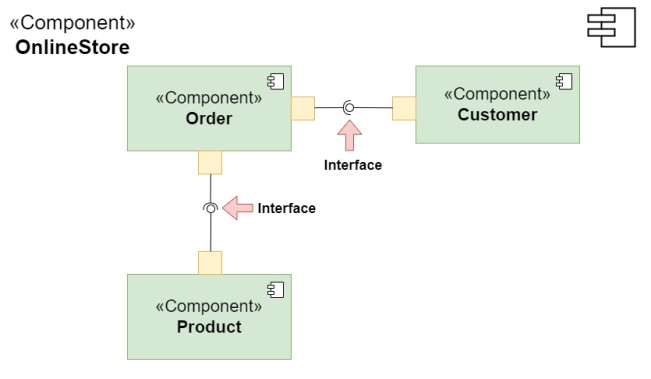 «Component»
OnlineStore
«Component»
Order
«Component»
Customer
Interface
Interface
«Component»
Product